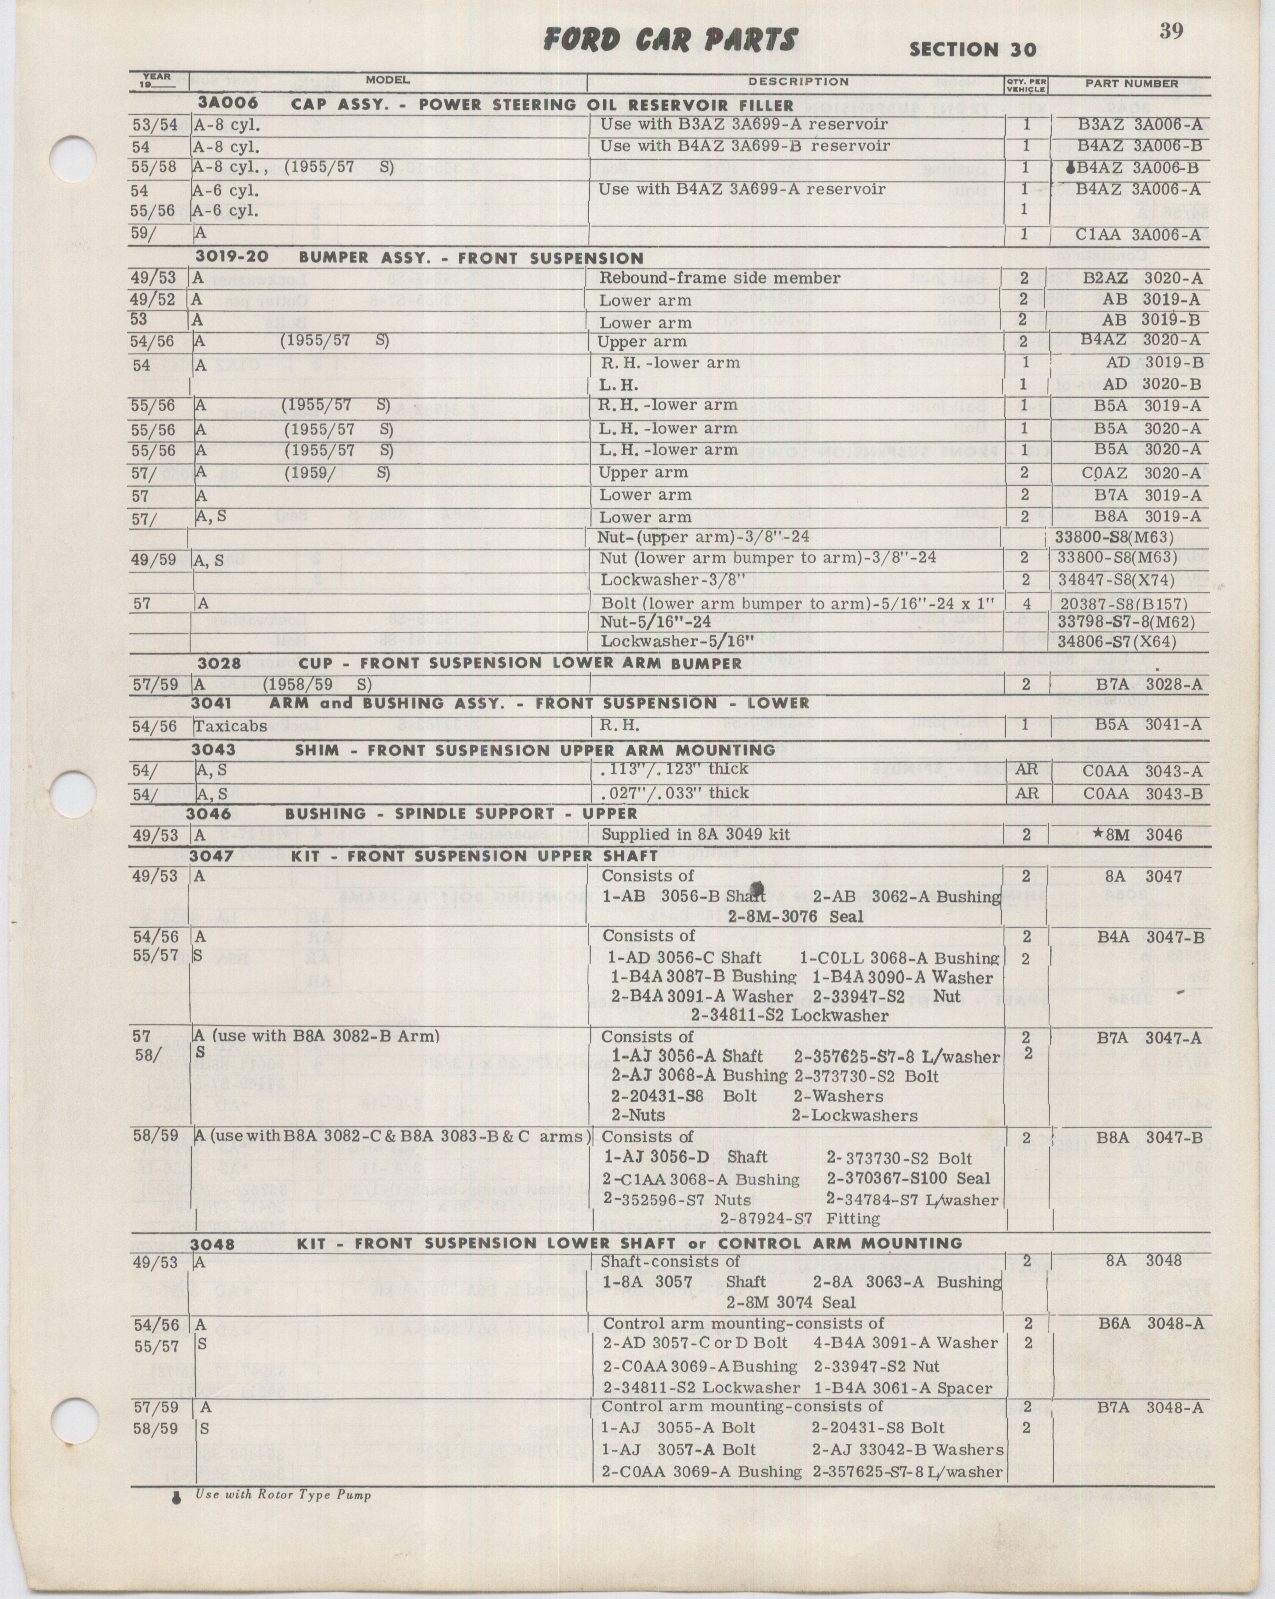 39
FORD CAR PARTS SECTION 30
YEAR 19___ MODEL DESCRIPTION QTY. PER VEHICLE PART NUMBER
3A006 CAP ASSY. - POWER STEERING OIL RESERVOIR FILLER
53/54 A-8 cyl. Use with B3AZ 3A699-A reservoir 1 B3AZ 3A006-A
54 A-8 cyl. Use with B4AZ 3A699-B reservoir 1 B4AZ 3A006-B
55/58 A-8 cyl., (1955/57 S) 1 B4AZ 3A006-B
54 A-6 cyl. Use with B4AZ 3A699-A reservoir 1 B4AZ 3A006-A
55/56 A-6 cyl. 1
59/ A 1 C1AA 3A006-A
3019-20 BUMPER ASSY. - FRONT SUSPENSION
49/53 A Rebound-frame side member 2 B2AZ 3020-A
49/52 A Lower arm 2 AB 3019-A
53 A Lower arm 2 AB 3019-B
54/56 A (1955/57 S) Upper arm 2 B4AZ 3020-A
54 A R.H.-lower arm 1 AD 3019-B
L.H. 1 AD 3020-B
55/56 A (1955/57 S) R.H.-lower arm 1 B5A 3019-A
55/56 A (1955/57 S) L.H.-lower arm 1 B5A 3020-A
55/56 A (1955/57 S) L.H.-lower arm 1 B5A 3020-A
57/ A (1959/ S) Upper arm 2 C0AZ 3020-A
57 A Lower arm 2 B7A 3019-A
57/ A,S Lower arm 2 B8A 3019-A
Nut-(upper arm)-3/8"-24 33800-S8(M63)
49/59 A,S Nut (lower arm bumper to arm)-3/8"-24 2 33800-S8(M63)
Lockwasher-3/8" 2 34847-S8(X74)
57 A Bolt (lower arm bumper to arm)-5/16"-24 x 1" 4 20387-S8(B157)
Nut-5/16"-24 33798-S7-8(M62)
Lockwasher-5/16" 34806-S7(X64)
3028 CUP - FRONT SUSPENSION LOWER ARM BUMPER
57/59 A (1958/59 S) 2 B7A 3028-A
3041 ARM and BUSHING ASSY. - FRONT SUSPENSION - LOWER
54/56 Taxicabs R.H. 1 B5A 3041-A
3043 SHIM - FRONT SUSPENSION UPPER ARM MOUNTING
54/ A,S .113"/.123" thick AR C0AA 3043-A
54/ A,S .027"/.033" thick AR C0AA 3043-B
3046 BUSHING - SPINDLE SUPPORT - UPPER
49/53 A Supplied in 8A 3049 kit 2 ★8M 3046
3047 KIT - FRONT SUSPENSION UPPER SHAFT
49/53 A Consists of 2 8A 3047
1-AB 3056-B Shaft 2-AB 3062-A Bushing
2-8M-3076 Seal
54/56 A Consists of 2 B4A 3047-B
55/57 S 1-AD 3056-C Shaft 1-C0LL 3068-A Bushing 2
1-B4A 3087-B Bushing 1-B4A 3090-A Washer
2-B4A 3091-A Washer 2-33947-S2 Nut
2-34811-S2 Lockwasher
57 A (use with B8A 3082-B Arm) Consists of 2 B7A 3047-A
58/ S 1-AJ 3056-A Shaft 2-357625-S7-8 L/washer 2
2-AJ 3068-A Bushing 2-373730-S2 Bolt
2-20431-S8 Bolt 2-Washers
2-Nuts 2-Lockwashers
58/59 A (use with B8A 3082-C & B8A 3083-B & C arms) Consists of 2 B8A 3047-B
1-AJ 3056-D Shaft 2-373730-S2 Bolt
2-C1AA 3068-A Bushing 2-370367-S100 Seal
2-352596-S7 Nuts 2-34784-S7 L/washer
2-87924-S7 Fitting
3048 KIT - FRONT SUSPENSION LOWER SHAFT or CONTROL ARM MOUNTING
49/53 A Shaft-consists of 2 8A 3048
1-8A 3057 Shaft 2-8A 3063-A Bushing
2-8M 3074 Seal
54/56 A Control arm mounting-consists of 2 B6A 3048-A
55/57 S 2-AD 3057-C or D Bolt 4-B4A 3091-A Washer 2
2-C0AA 3069-A Bushing 2-33947-S2 Nut
2-34811-S2 Lockwasher 1-B4A 3061-A Spacer
57/59 A Control arm mounting-consists of 2 B7A 3048-A
58/59 S 1-AJ 3055-A Bolt 2-20431-S8 Bolt 2
1-AJ 3057-A Bolt 2-AJ 33042-B Washers
2-C0AA 3069-A Bushing 2-357625-S7-8 L/washer
Use with Rotor Type Pump